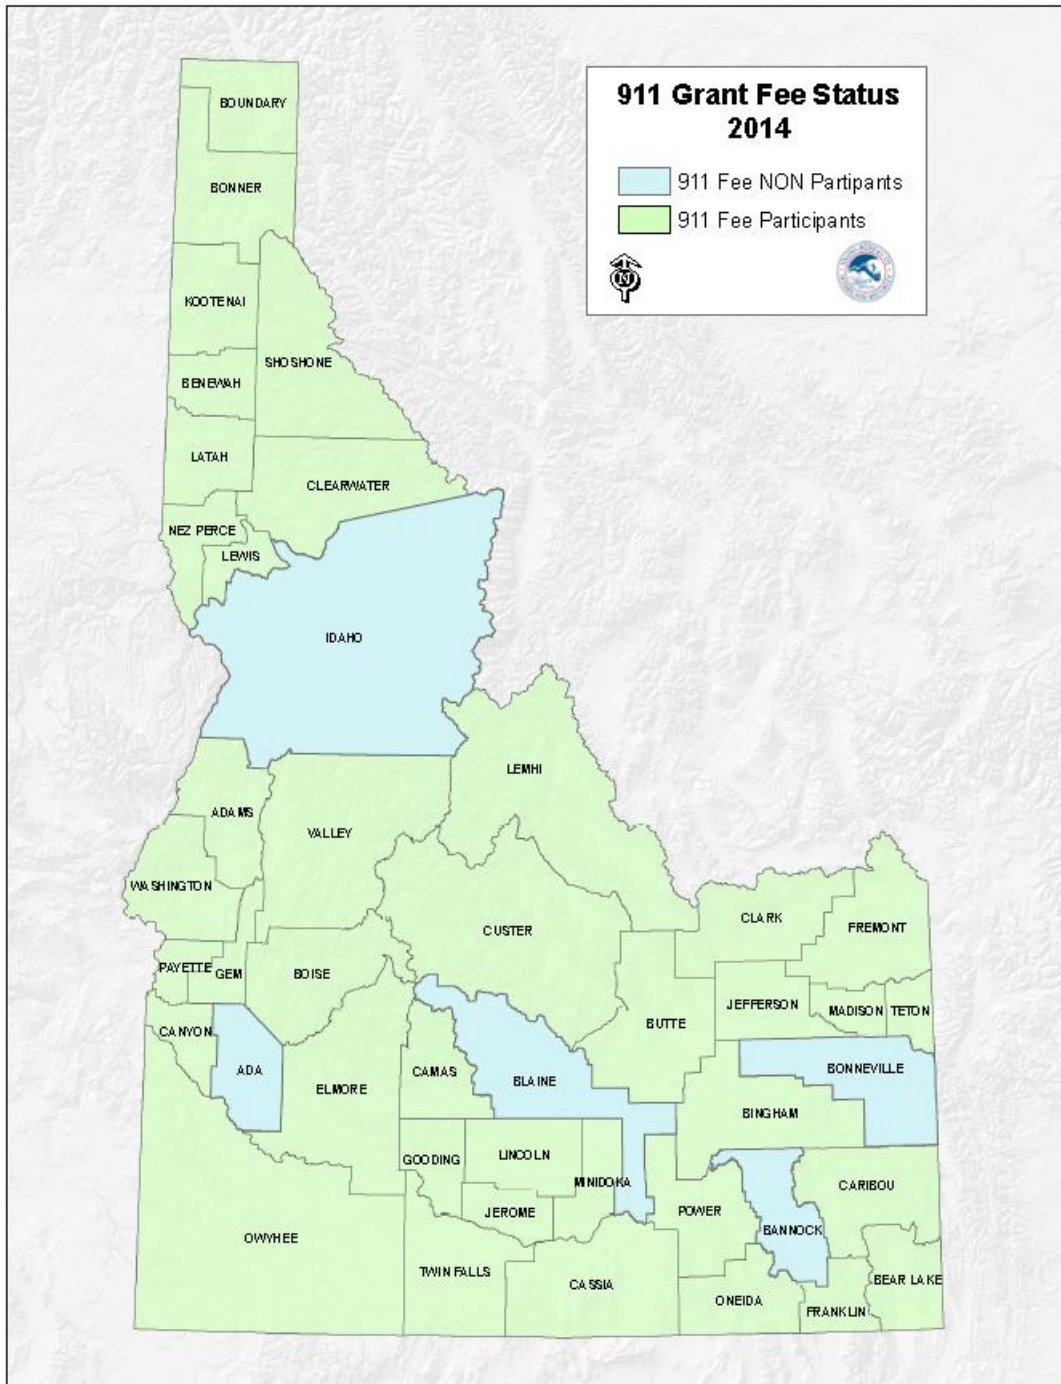 911 Grant Fee Status
2014
911 Fee NON Partipants
911 Fee Participants
N
BOUNDARY
BONNER
KOOTENAI
SHOSHONE
BENEWAH
LATAH
CLEARWATER
NEZ PERCE
LEWIS
IDAHO
LEMHI
ADAMS
VALLEY
WASHINGTON
CUSTER
CLARK
FREMONT
PAYETTE
GEM
BOISE
JEFFERSON
MADISON
TETON
BUTTE
CANYON
ADA
ELMORE
CAMAS
BLAINE
BONNEVILLE
BINGHAM
GOODING
LINCOLN
MINIDOKA
CARIBOU
JEROME
POWER
BANNOCK
OWYHEE
TWIN FALLS
CASSIA
BEAR LAKE
ONEIDA
FRANKLIN